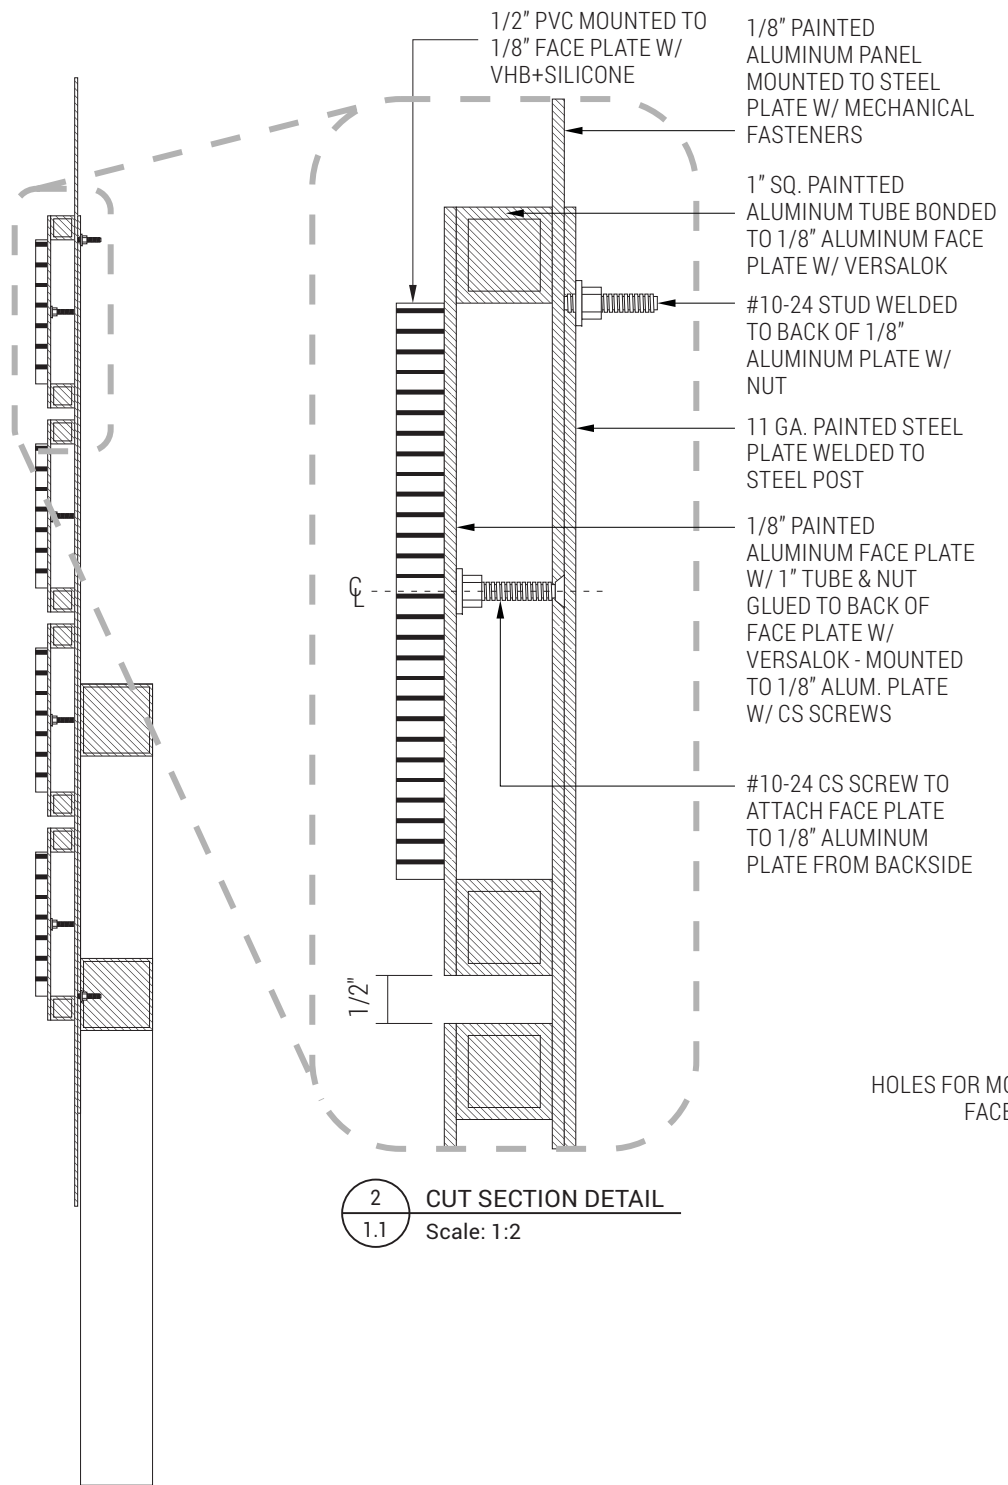 1/2” PVC MOUNTED TO
1/8” FACE PLATE W/
VHB+SILICONE
1/8” PAINTED
ALUMINUM PANEL
MOUNTED TO STEEL
PLATE W/ MECHANICAL
FASTENERS
1” SQ. PAINTTED
ALUMINUM TUBE BONDED
TO 1/8” ALUMINUM FACE
PLATE W/ VERSALOK
#10-24 STUD WELDED
TO BACK OF 1/8”
ALUMINUM PLATE W/
NUT
11 GA. PAINTED STEEL
PLATE WELDED TO
STEEL POST
1/8” PAINTED
ALUMINUM FACE PLATE
W/ 1” TUBE & NUT
GLUED TO BACK OF
FACE PLATE W/
VERSALOK - MOUNTED
TO 1/8” ALUM. PLATE
W/ CS SCREWS
℄
#10-24 CS SCREW TO
ATTACH FACE PLATE
TO 1/8” ALUMINUM
PLATE FROM BACKSIDE
1/2”
HOLES FOR MO
FACE
2
1.1
CUT SECTION DETAIL
Scale: 1:2